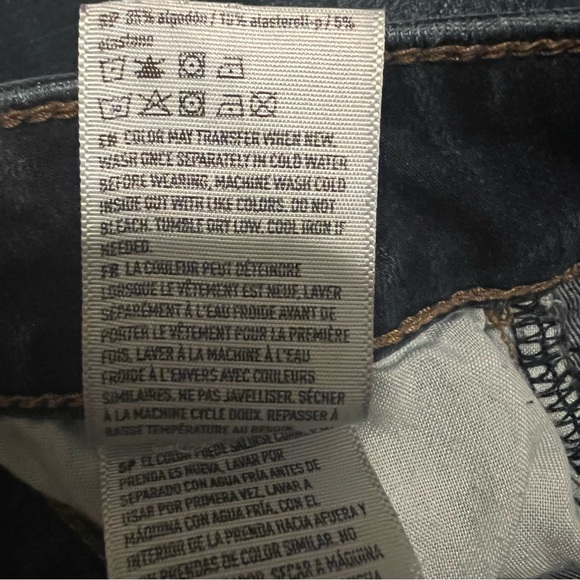 SP 80% algodón / 15% elasterell-p / 5%
elastano
EN COLOR MAY TRANSFER WHEN NEW.
WASH ONCE SEPARATELY IN COLD WATER
BEFORE WEARING, MACHINE WASH COLD
INSIDE OUT WITH LIKE COLORS. DO NOT
BLEACH. TUMBLE DRY LOW. COOL IRON IF
NEEDED.
FR LA COULEUR PEUT DÉTEINDRE
LORSQUE LE VÊTEMENT EST NEUF, LAVER
SÉPARÉMENT À L'EAU FROIDE AVANT DE
PORTER LE VÊTEMENT POUR LA PREMIÈRE
FOIS, LAVER À LA MACHINE À L'EAU
FROIDE À L'ENVERS AVEC COULEURS
SIMILAIRES. NE PAS JAVELLISER. SÉCHER
À LA MACHINE CYCLE DOUX. REPASSER À
BASSE TEMPÉRATURE AU BESOIN.
SP EL COLOR PUEDE SALIRSE
PRENDA ES NUEVA, LAVAR POR
SEPARADO CON AGUA FRÍA ANTES DE
USAR POR PRIMERA VEZ, LAVAR A
MÁQUINA CON AGUA FRÍA, CON EL
INTERIOR DE LA PRENDA HACIA AFUERA Y
PRENDAS DE COLOR SIMILAR. NO
SECAR A MÁQUINA